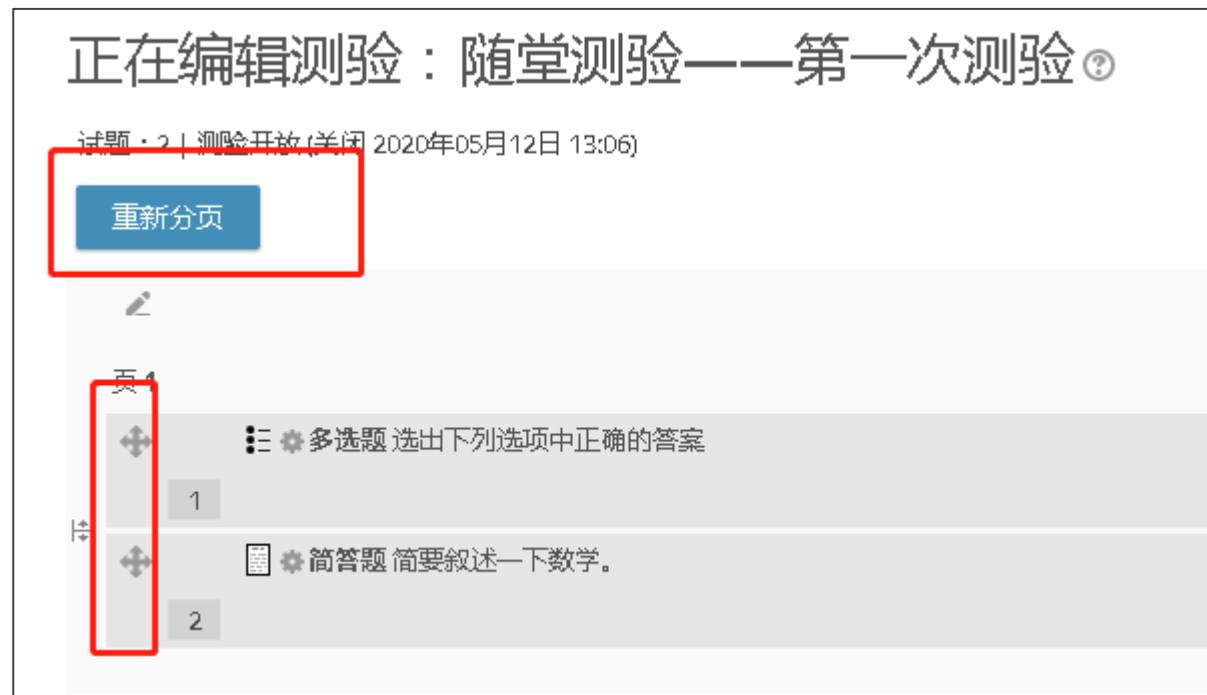 正在编辑测验：随堂测验——第一次测验
试题：2 | 测验开放 (关闭 2020年05月12日 13:06)
重新分页
页 1
多选题 选出下列选项中正确的答案
1
简答题 简要叙述一下数学。
2